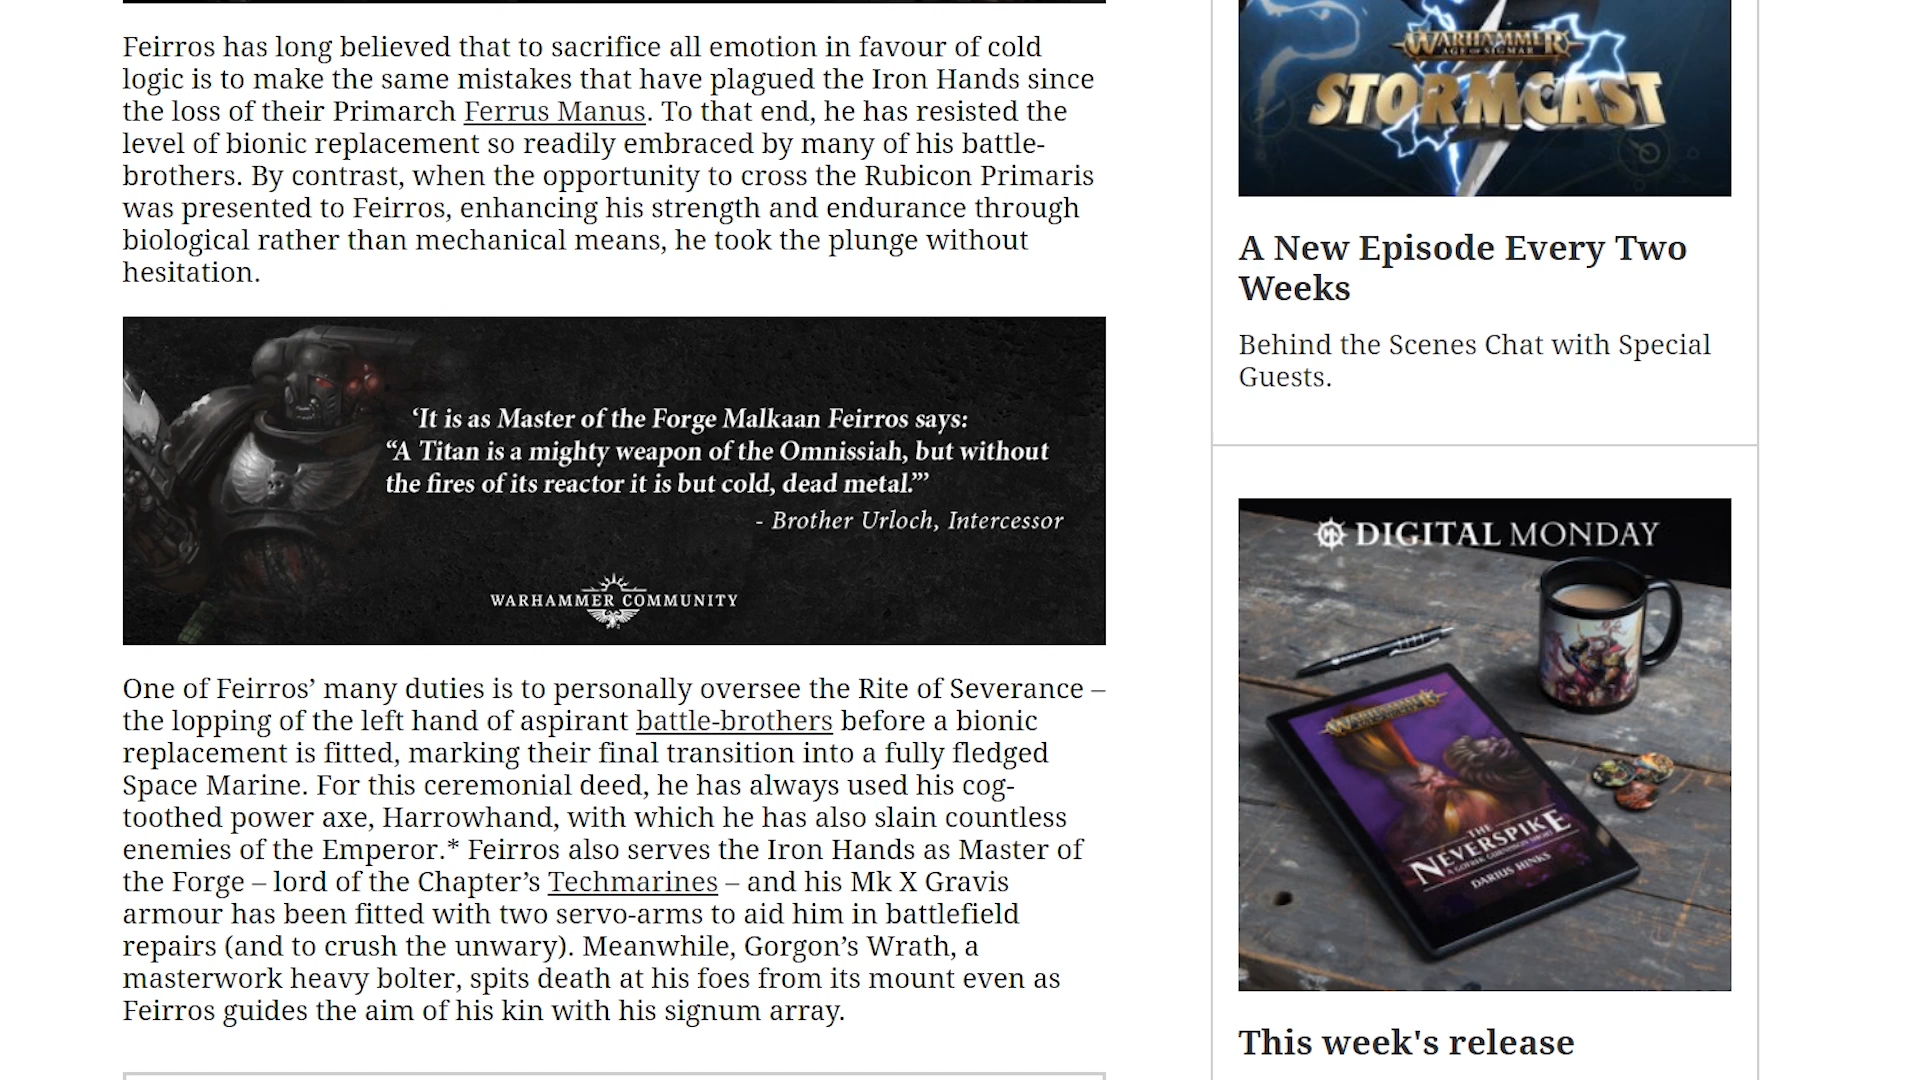 Feirros has long believed that to sacrifice all emotion in favour of cold
logic is to make the same mistakes that have plagued the Iron Hands since
the loss of their Primarch Ferrus Manus. To that end, he has resisted the
level of bionic replacement so readily embraced by many of his battle-
brothers. By contrast, when the opportunity to cross the Rubicon Primaris
was presented to Feirros, enhancing his strength and endurance through
biological rather than mechanical means, he took the plunge without
hesitation.
‘It is as Master of the Forge Malkaan Feirros says:
“A Titan is a mighty weapon of the Omnissiah, but without
the fires of its reactor it is but cold, dead metal.”’
- Brother Urloch, Intercessor
WARHAMMER COMMUNITY
One of Feirros’ many duties is to personally oversee the Rite of Severance –
the lopping of the left hand of aspirant battle-brothers before a bionic
replacement is fitted, marking their final transition into a fully fledged
Space Marine. For this ceremonial deed, he has always used his cog-
toothed power axe, Harrowhand, with which he has also slain countless
enemies of the Emperor.* Feirros also serves the Iron Hands as Master of
the Forge – lord of the Chapter’s Techmarines – and his Mk X Gravis
armour has been fitted with two servo-arms to aid him in battlefield
repairs (and to crush the unwary). Meanwhile, Gorgon’s Wrath, a
masterwork heavy bolter, spits death at his foes from its mount even as
Feirros guides the aim of his kin with his signum array.
WARHAMMER
AGE OF SIGMAR
STORMCAST
A New Episode Every Two
Weeks
Behind the Scenes Chat with Special
Guests.
DIGITAL MONDAY
WARHAMMER
THE
NEVERSPIKE
DARIUS HINKS
This week's release